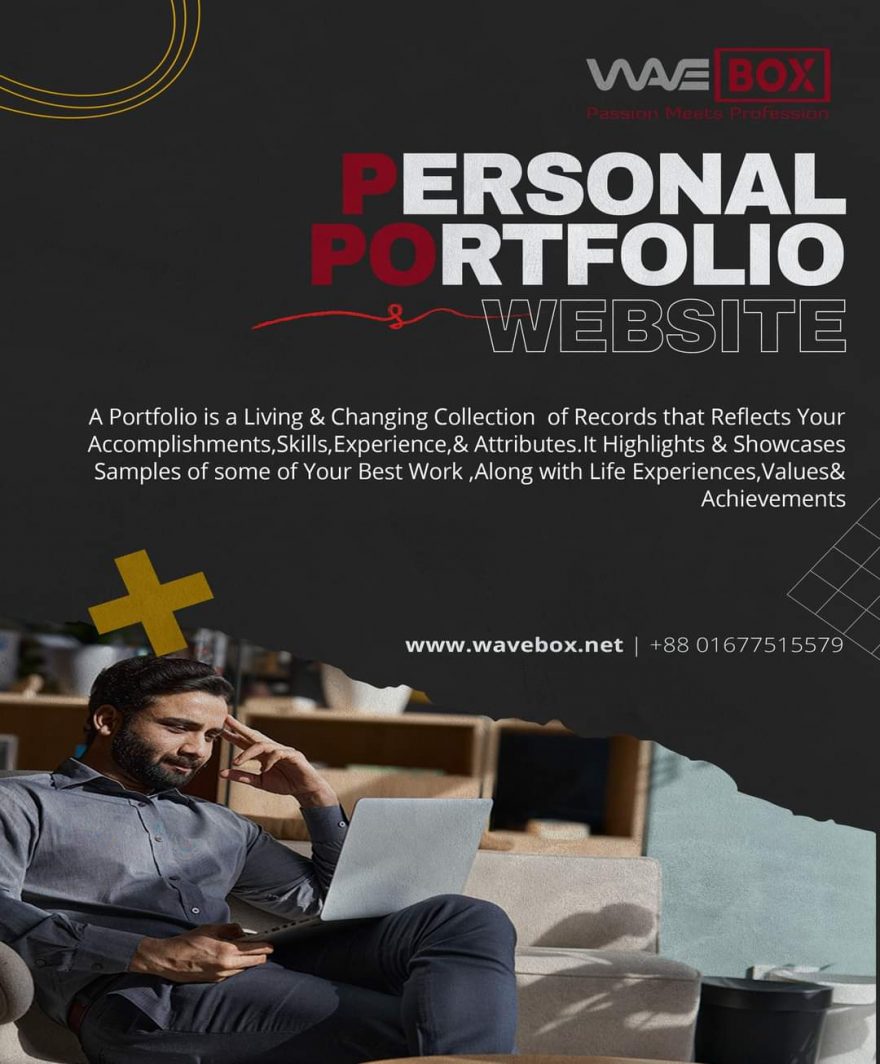 WAVE BOX
Passion Meets Profession
PERSONAL
PORTFOLIO
WEBSITE
A Portfolio is a Living & Changing Collection  of Records that Reflects Your
Accomplishments,Skills,Experience,& Attributes.It Highlights & Showcases
Samples of some of Your Best Work ,Along with Life Experiences,Values&
Achievements
www.wavebox.net | +88 01677515579